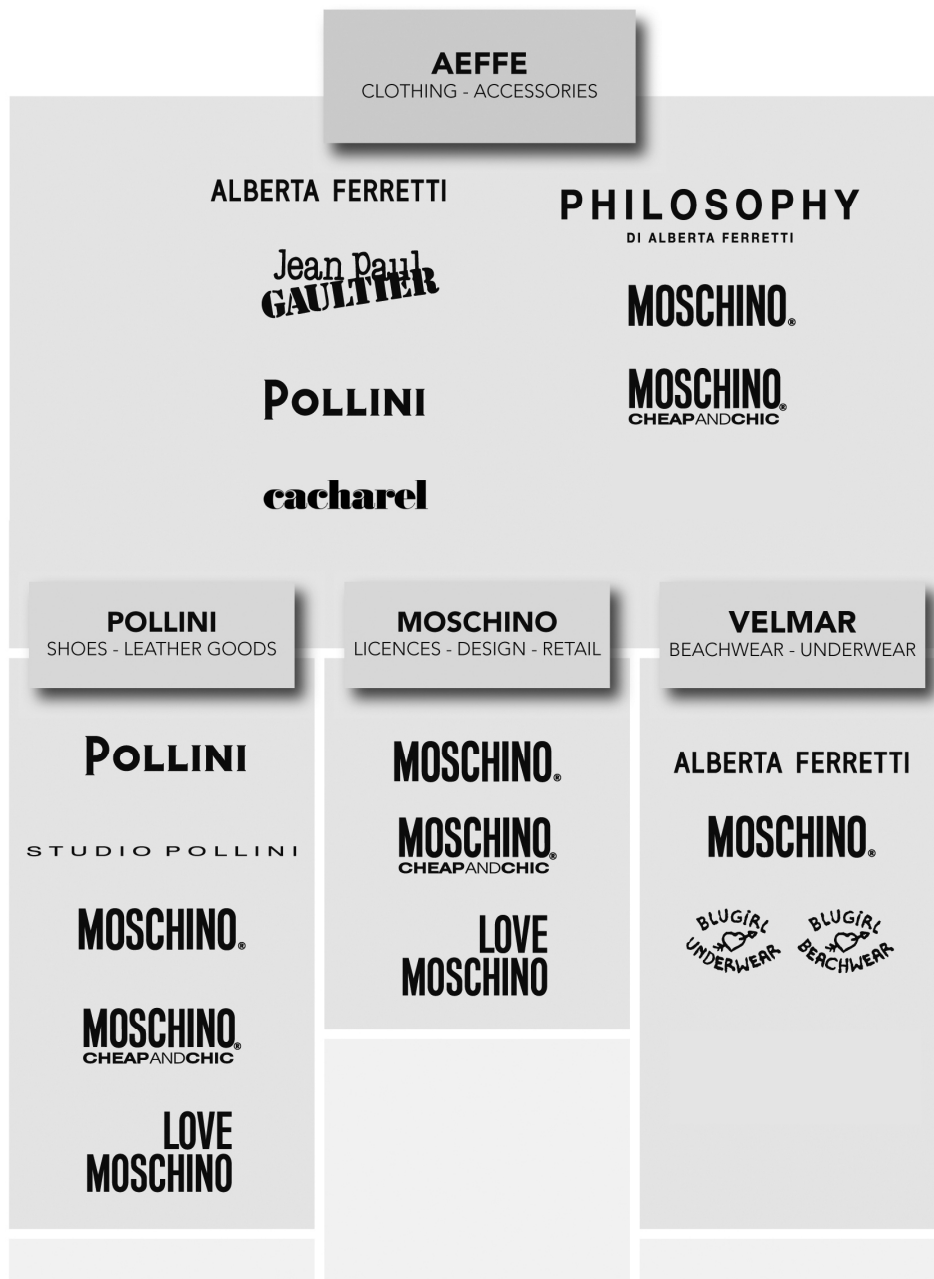 AEFFE
CLOTHING - ACCESSORIES
ALBERTA FERRETTI
Jean Paul
GAULTIER
POLLINI
cacharel
PHILOSOPHY
DI ALBERTA FERRETTI
MOSCHINO®
MOSCHINO®
CHEAPANDCHIC
POLLINI
SHOES - LEATHER GOODS
POLLINI
STUDIO POLLINI
MOSCHINO®
MOSCHINO®
CHEAPANDCHIC
LOVE
MOSCHINO
MOSCHINO
LICENCES - DESIGN - RETAIL
MOSCHINO®
MOSCHINO®
CHEAPANDCHIC
LOVE
MOSCHINO
VELMAR
BEACHWEAR - UNDERWEAR
ALBERTA FERRETTI
MOSCHINO®
BLUGiRL
UNDERWEAR
BLUGiRL
BEACHWEAR